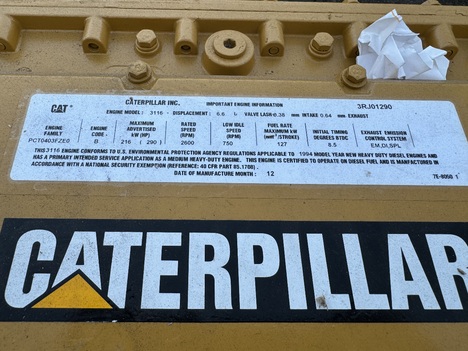 CAT CATERPILLAR INC. IMPORTANT ENGINE INFORMATION 3RJ01290
ENGINE MODEL: 3116 - DISPLACEMENT: 6.6 VALVE LASH 0.38 mm INTAKE 0.64 mm EXHAUST
ENGINE FAMILY ENGINE CODE MAXIMUM ADVERTISED kW (HP) RATED SPEED (RPM) LOW IDLE SPEED (RPM) FUEL RATE MAXIMUM kW (mm³/STROKE) INITIAL TIMING DEGREES BTDC EXHAUST EMISSION CONTROL SYSTEM
PCT0403FZE0 B 216 ( 290 ) 2600 750 127 8.5 EM,DI,SPL
THIS 3116 ENGINE CONFORMS TO U.S. ENVIRONMENTAL PROTECTION AGENCY REGULATIONS APPLICABLE TO 1994 MODEL YEAR NEW HEAVY DUTY DIESEL ENGINES AND
HAS A PRIMARY INTENDED SERVICE APPLICATION AS A MEDIUM HEAVY-DUTY ENGINE. THIS ENGINE IS CERTIFIED TO OPERATE ON DIESEL FUEL AND IS MANUFACTURED IN
ACCORDANCE WITH A NATIONAL SECURITY EXEMPTION (REFERENCE: 40 CFR PART 85.1708).
DATE OF MANUFACTURE MONTH : 12 7E-8050 1
CATERPILLAR